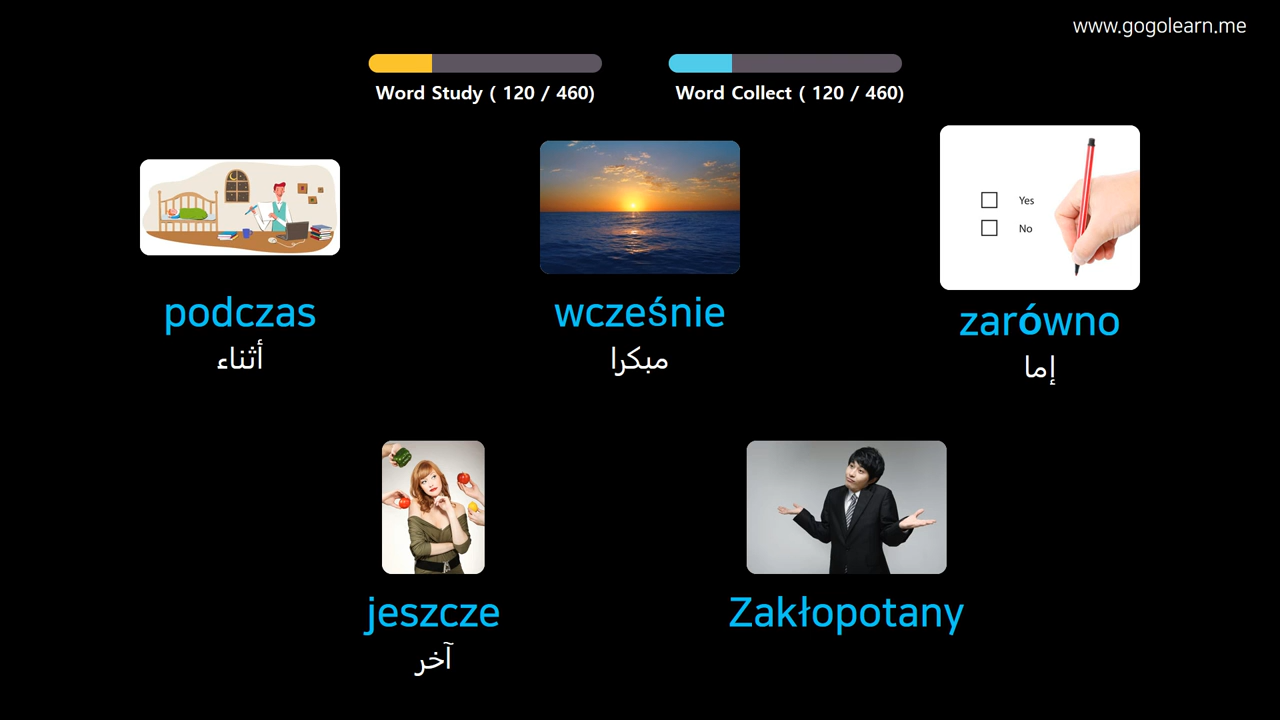 www.gogolearn.me
Word Study ( 120 / 460)
Word Collect ( 120 / 460)
Yes
No
podczas
أثناء
wcześnie
مبكرا
zarówno
إما
jeszcze
آخر
Zakłopotany